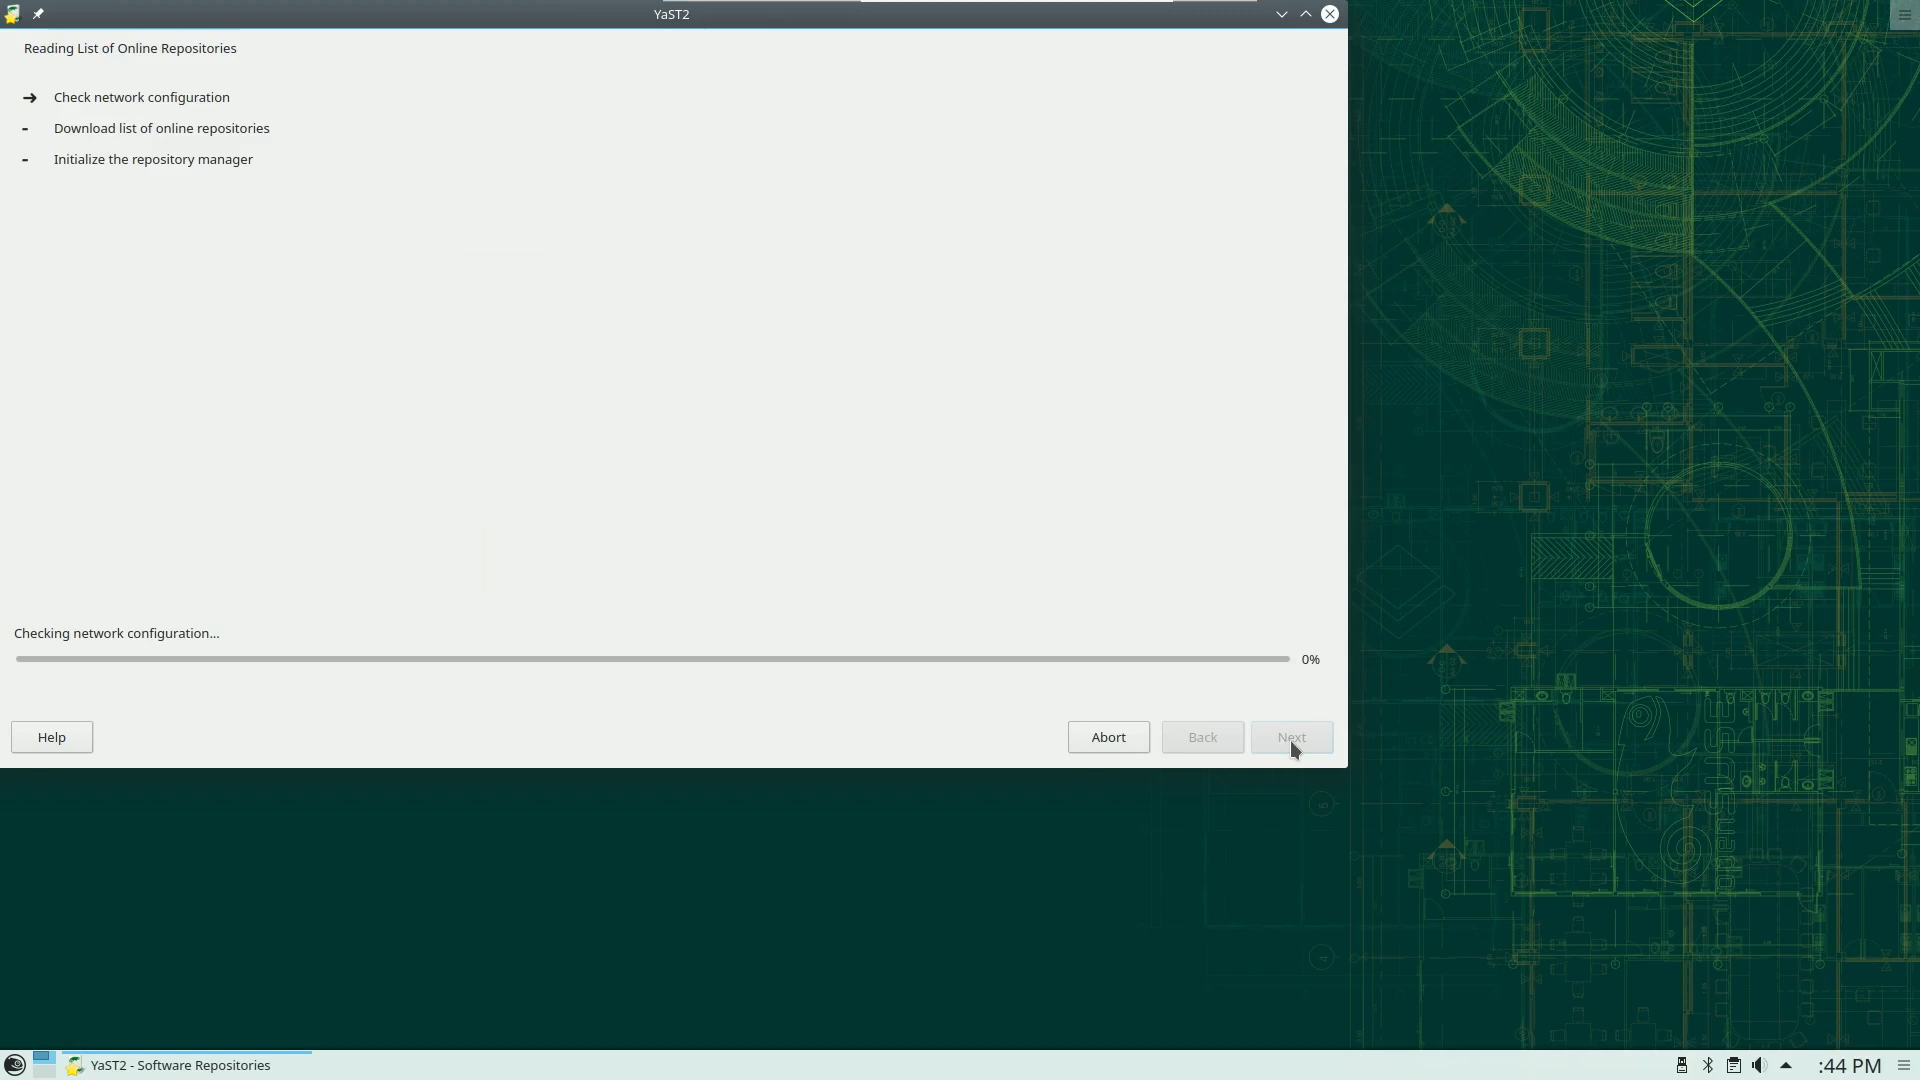 YaST2
Reading List of Online Repositories
Check network configuration
- Download list of online repositories
- Initialize the repository manager
Checking network configuration...
0%
Help
Abort
Back
Next
openSUSE
YaST2 - Software Repositories
:44 PM